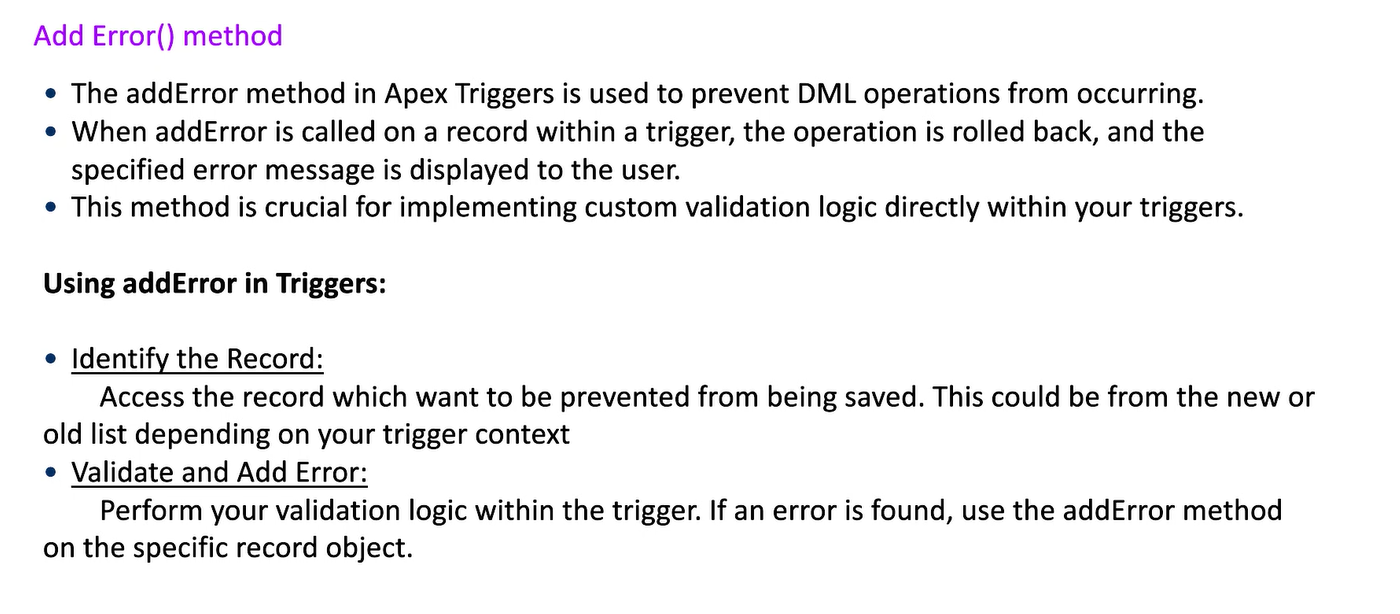 Add Error() method
• The addError method in Apex Triggers is used to prevent DML operations from occurring.
• When addError is called on a record within a trigger, the operation is rolled back, and the
specified error message is displayed to the user.
• This method is crucial for implementing custom validation logic directly within your triggers.
Using addError in Triggers:
• Identify the Record:
Access the record which want to be prevented from being saved. This could be from the new or
old list depending on your trigger context
• Validate and Add Error:
Perform your validation logic within the trigger. If an error is found, use the addError method
on the specific record object.